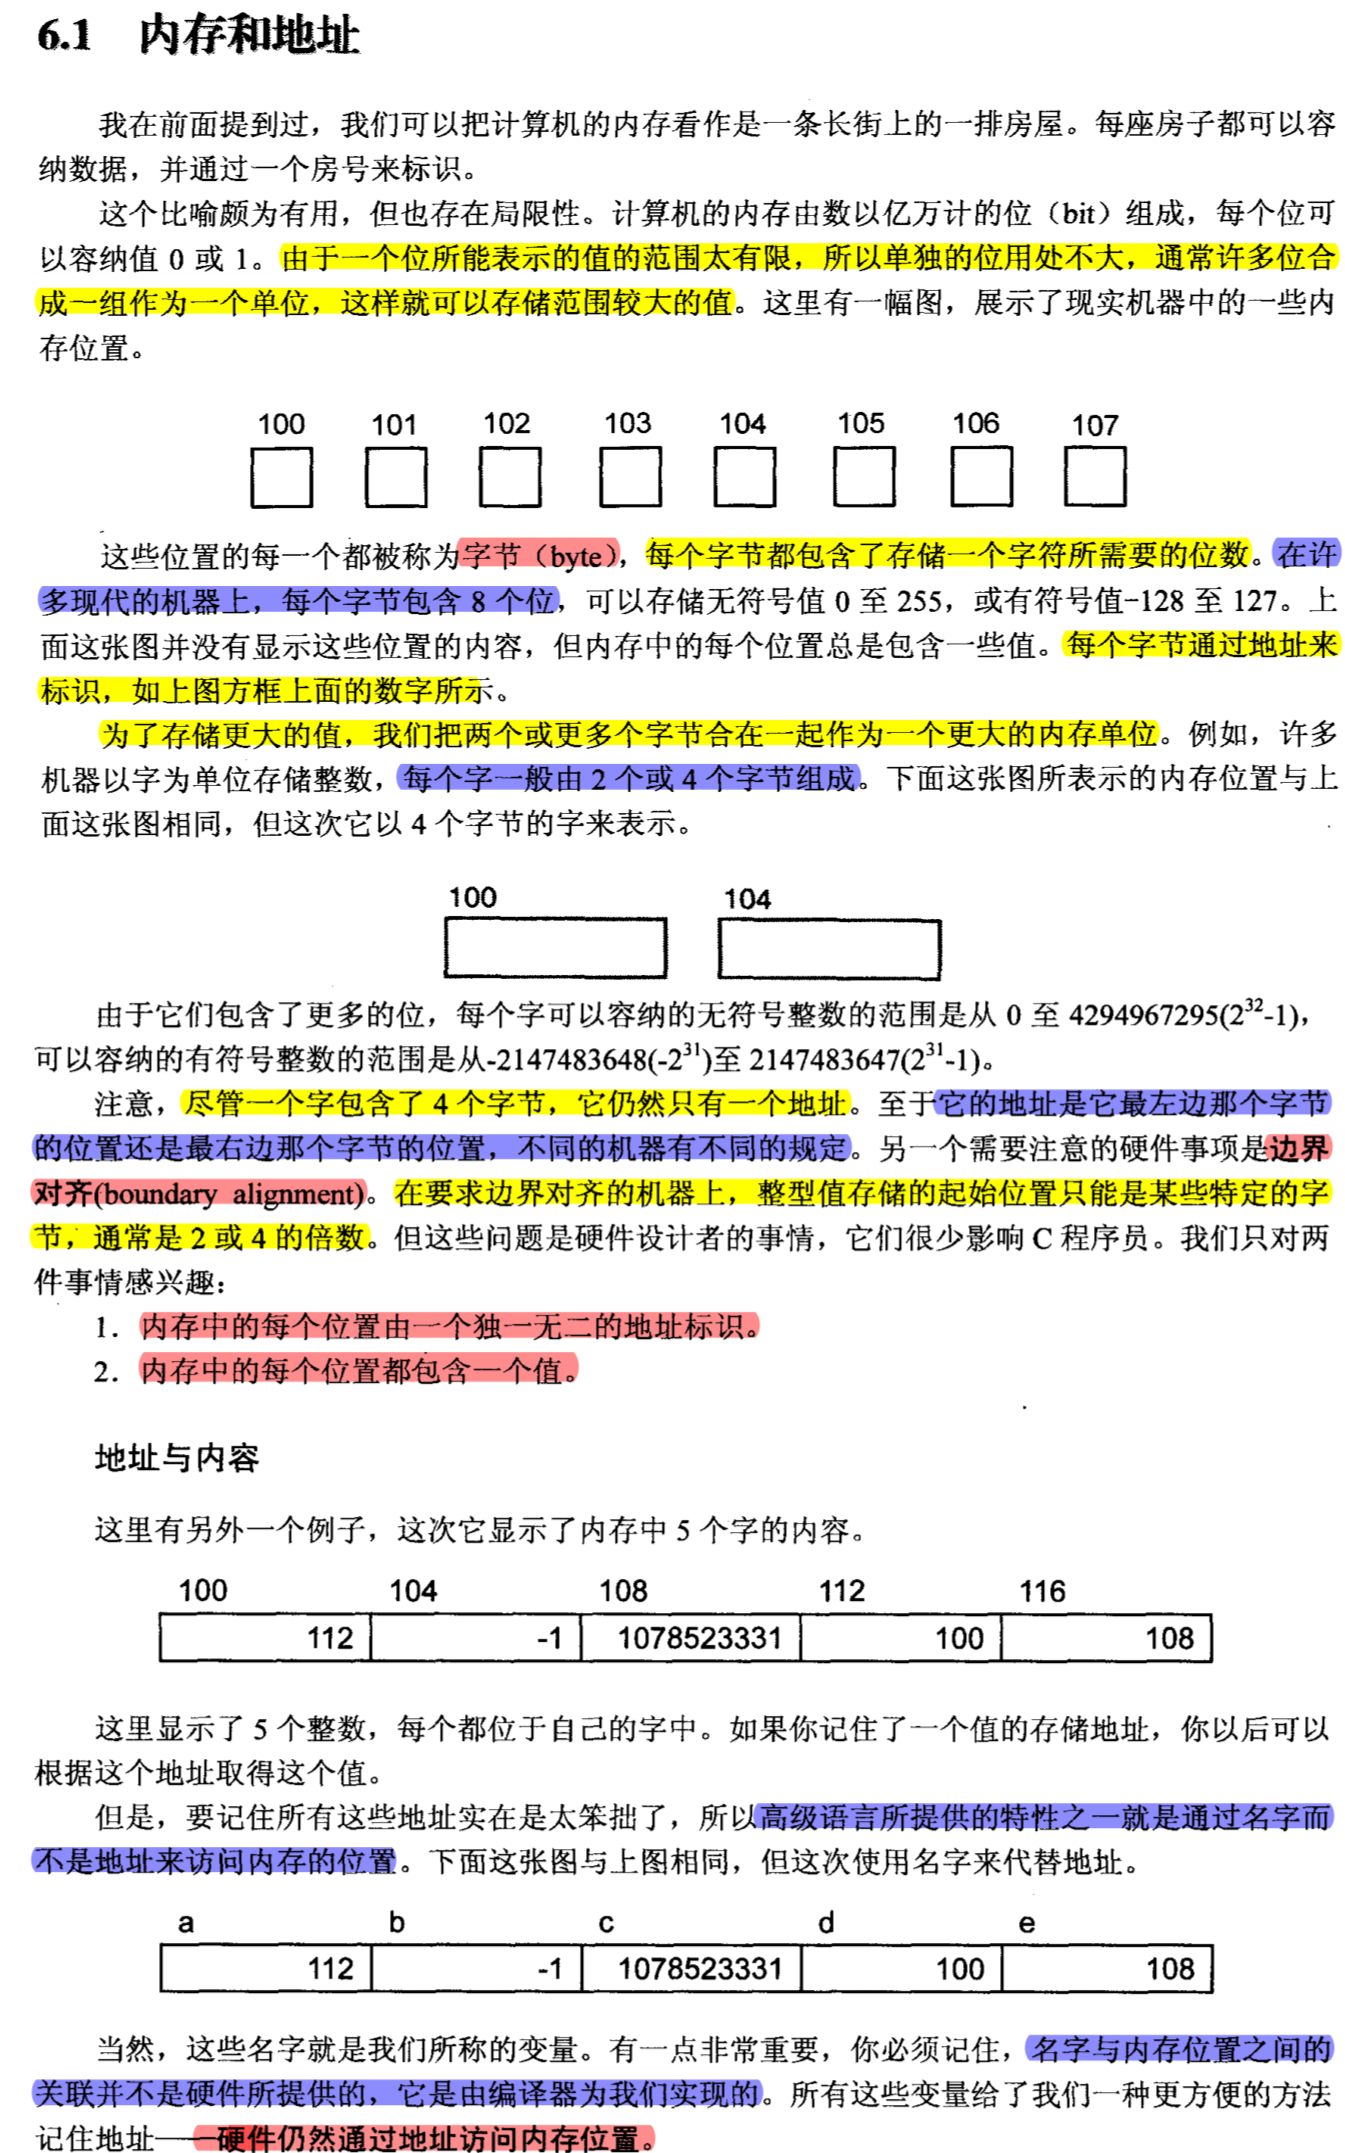 6.1 内存和地址
我在前面提到过，我们可以把计算机的内存看作是一条长街上的一排房屋。每座房子都可以容
纳数据，并通过一个房号来标识。
这个比喻颇为有用，但也存在局限性。计算机的内存由数以亿万计的位（bit）组成，每个位可
以容纳值 0 或 1。由于一个位所能表示的值的范围太有限，所以单独的位用处不大，通常许多位合
成一组作为一个单位，这样就可以存储范围较大的值。这里有一幅图，展示了现实机器中的一些内
存位置。
100 101 102 103 104 105 106 107
这些位置的每一个都被称为字节（byte），每个字节都包含了存储一个字符所需要的位数。在许
多现代的机器上，每个字节包含 8 个位，可以存储无符号值 0 至 255，或有符号值-128 至 127。上
面这张图并没有显示这些位置的内容，但内存中的每个位置总是包含一些值。每个字节通过地址来
标识，如上图方框上面的数字所示。
为了存储更大的值，我们把两个或更多个字节合在一起作为一个更大的内存单位。例如，许多
机器以字为单位存储整数，每个字一般由 2 个或 4 个字节组成。下面这张图所表示的内存位置与上
面这张图相同，但这次它以 4 个字节的字来表示。
100 104
由于它们包含了更多的位，每个字可以容纳的无符号整数的范围是从 0 至 4294967295(2³²-1)，
可以容纳的有符号整数的范围是从-2147483648(-2³¹)至 2147483647(2³¹-1)。
注意，尽管一个字包含了 4 个字节，它仍然只有一个地址。至于它的地址是它最左边那个字节
的位置还是最右边那个字节的位置，不同的机器有不同的规定。另一个需要注意的硬件事项是边界
对齐(boundary alignment)。在要求边界对齐的机器上，整型值存储的起始位置只能是某些特定的字
节，通常是 2 或 4 的倍数。但这些问题是硬件设计者的事情，它们很少影响 C 程序员。我们只对两
件事情感兴趣：
1. 内存中的每个位置由一个独一无二的地址标识。
2. 内存中的每个位置都包含一个值。
地址与内容
这里有另外一个例子，这次它显示了内存中 5 个字的内容。
100 104 108 112 116
112 -1 1078523331 100 108
这里显示了 5 个整数，每个都位于自己的字中。如果你记住了一个值的存储地址，你以后可以
根据这个地址取得这个值。
但是，要记住所有这些地址实在是太笨拙了，所以高级语言所提供的特性之一就是通过名字而
不是地址来访问内存的位置。下面这张图与上图相同，但这次使用名字来代替地址。
a b c d e
112 -1 1078523331 100 108
当然，这些名字就是我们所称的变量。有一点非常重要，你必须记住，名字与内存位置之间的
关联并不是硬件所提供的，它是由编译器为我们实现的。所有这些变量给了我们一种更方便的方法
记住地址——硬件仍然通过地址访问内存位置。